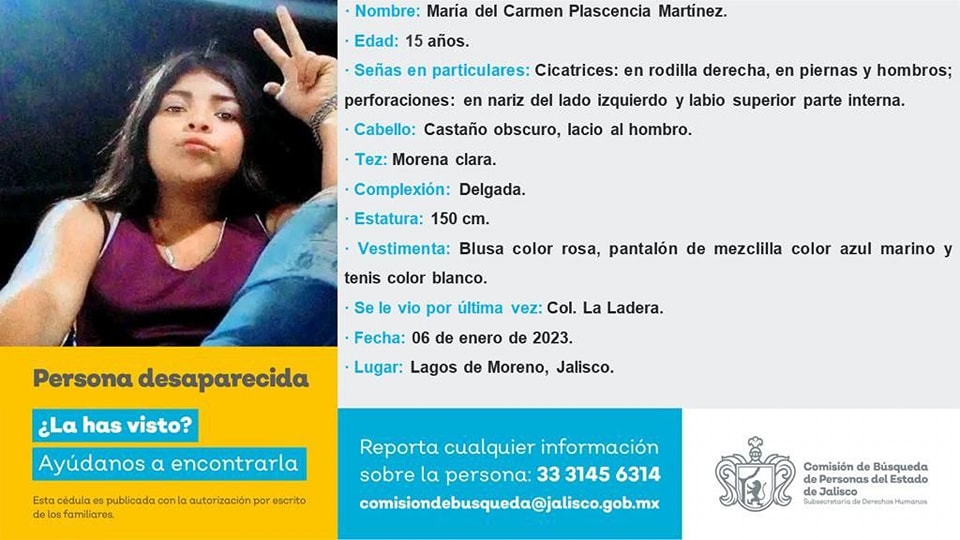 · Nombre: María del Carmen Plascencia Martínez.
· Edad: 15 años.
· Señas en particulares: Cicatrices: en rodilla derecha, en piernas y hombros;
perforaciones: en nariz del lado izquierdo y labio superior parte interna.
· Cabello: Castaño obscuro, lacio al hombro.
· Tez: Morena clara.
· Complexión: Delgada.
· Estatura: 150 cm.
· Vestimenta: Blusa color rosa, pantalón de mezclilla color azul marino y
tenis color blanco.
· Se le vio por última vez: Col. La Ladera.
· Fecha: 06 de enero de 2023.
· Lugar: Lagos de Moreno, Jalisco.
Persona desaparecida
¿La has visto?
Ayúdanos a encontrarla
Esta cédula es publicada con la autorización por escrito
de los familiares.
Reporta cualquier información
sobre la persona: 33 3145 6314
comisiondebusqueda@jalisco.gob.mx
Comisión de Búsqueda
de Personas del Estado
de Jalisco
Subsecretaría de Derechos Humanos